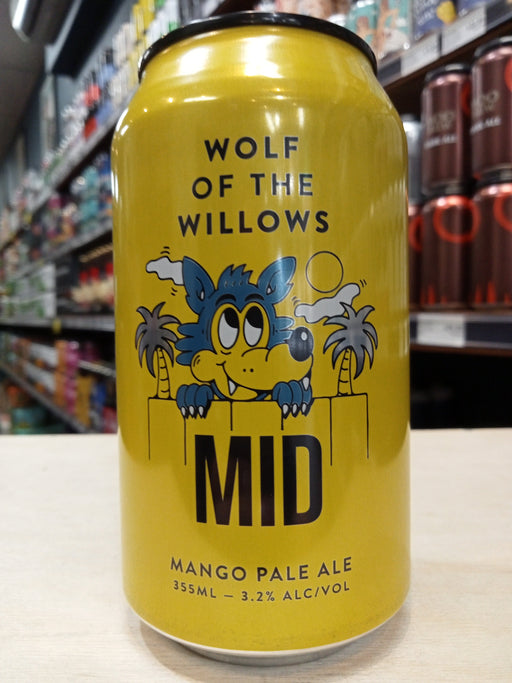 WOLF
OF THE
WILLOWS
MID
MANGO PALE ALE
355ML – 3.2% ALC/VOL